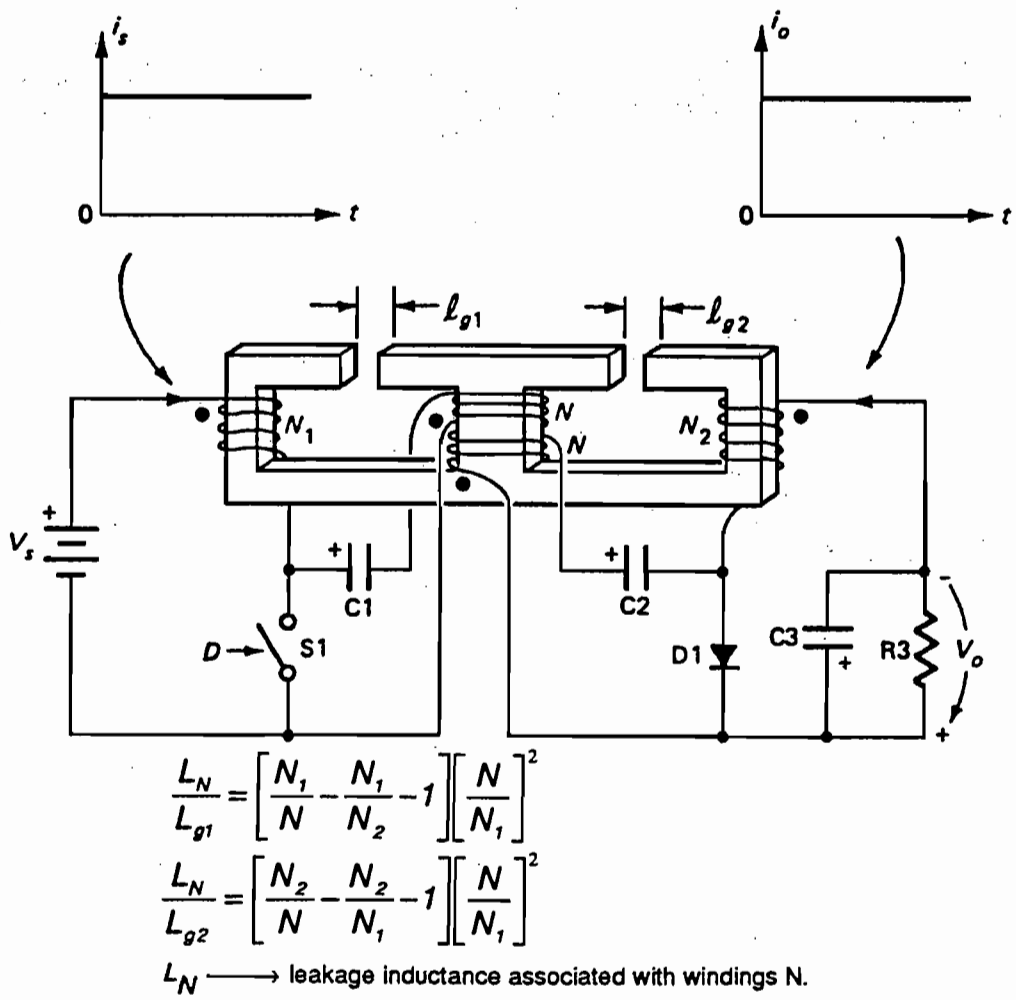 i_s
i_o
0
t
0
t
l_g1
l_g2
N_1
N
N
N_2
+
V_s
+
C1
+
C2
D
S1
D1
C3
+
R3
-
V_o
+
L_N/L_g1 = [N_1/N - N_1/N_2 - 1][N/N_1]^2
L_N/L_g2 = [N_2/N - N_2/N_1 - 1][N/N_1]^2
L_N ⟶ leakage inductance associated with windings N.